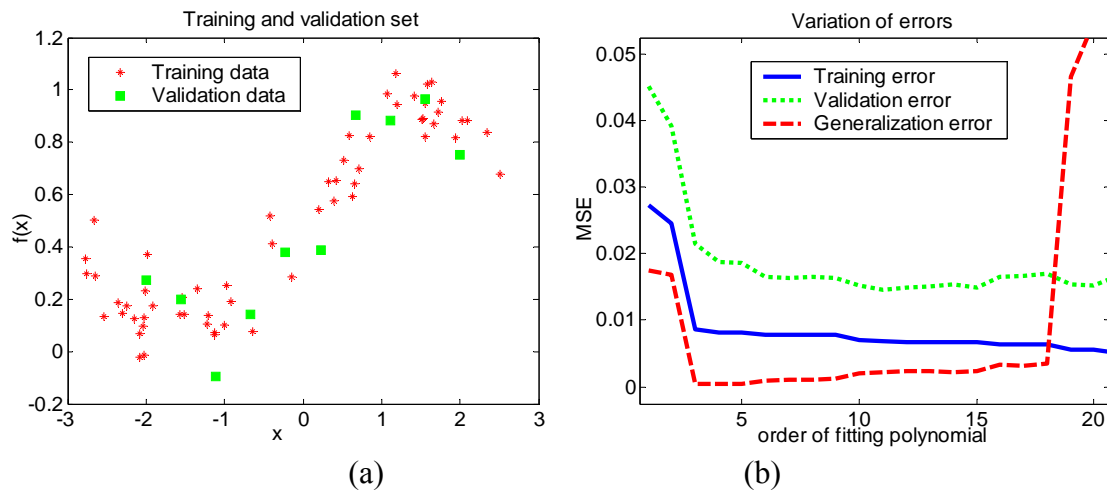 Training and validation set
1.2
1
0.8
0.6
0.4
0.2
0
-0.2
f(x)
Training data
Validation data
-3
-2
-1
0
1
2
3
x
(a)
Variation of errors
0.05
0.04
0.03
0.02
0.01
0
MSE
Training error
Validation error
Generalization error
5
10
15
20
order of fitting polynomial
(b)